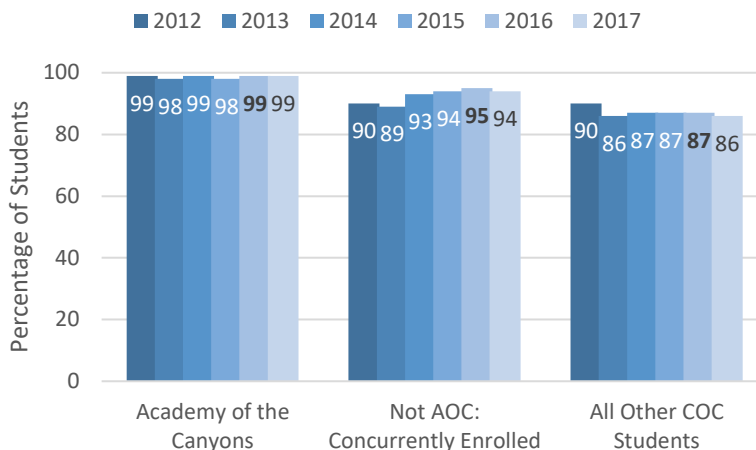 2012 2013 2014 2015 2016 2017
Percentage of Students
100
80
60
40
20
0
99 98 99 98 99 99
90 89 93 94 95 94
90 86 87 87 87 86
Academy of the
Canyons
Not AOC:
Concurrently Enrolled
All Other COC
Students